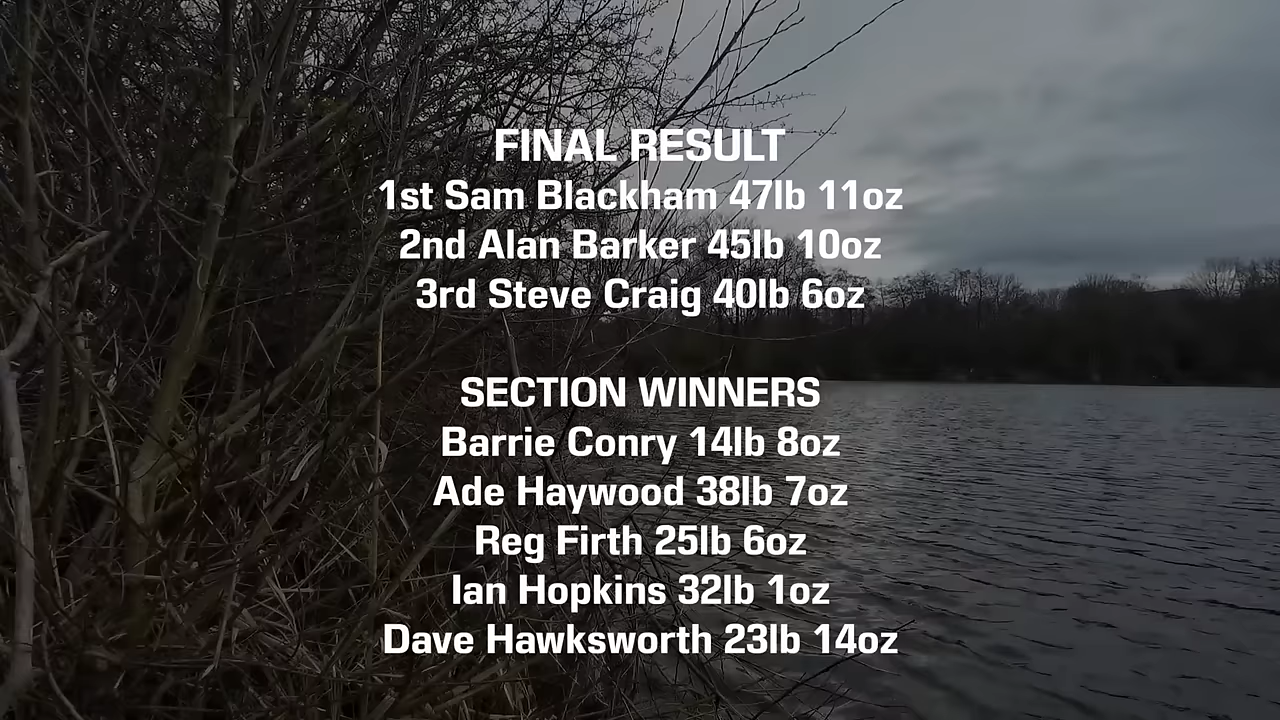 FINAL RESULT
1st Sam Blackham 47lb 11oz
2nd Alan Barker 45lb 10oz
3rd Steve Craig 40lb 6oz
SECTION WINNERS
Barrie Conry 14lb 8oz
Ade Haywood 38lb 7oz
Reg Firth 25lb 6oz
Ian Hopkins 32lb 1oz
Dave Hawksworth 23lb 14oz